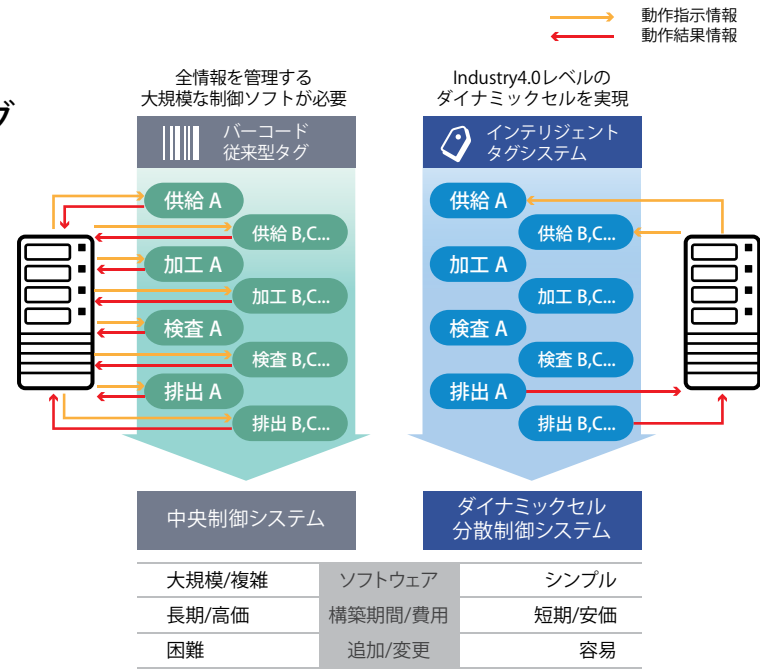 動作指示情報
動作結果情報
グ
全情報を管理する
大規模な制御ソフトが必要
バーコード
従来型タグ
供給 A
供給 B,C...
加工 A
加工 B,C...
検査 A
検査 B,C...
排出 A
排出 B,C...
中央制御システム
Industry4.0レベルの
ダイナミックセルを実現
インテリジェント
タグシステム
供給 A
供給 B,C...
加工 A
加工 B,C...
検査 A
検査 B,C...
排出 A
排出 B,C...
ダイナミックセル
分散制御システム
大規模/複雑 ソフトウェア シンプル
長期/高価 構築期間/費用 短期/安価
困難 追加/変更 容易